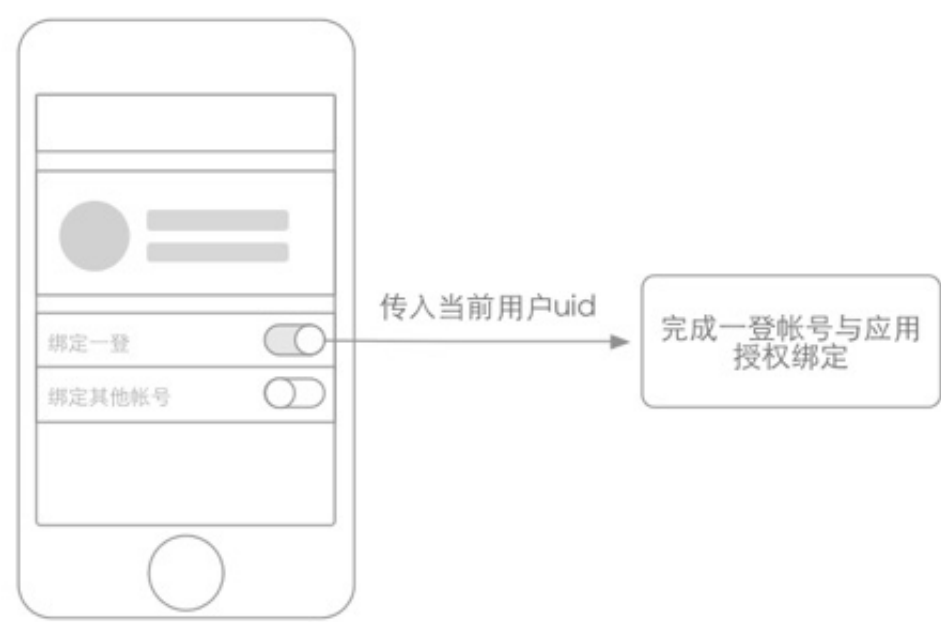 传入当前用户uid
完成一登帐号与应用
授权绑定
绑定一登
绑定其他帐号